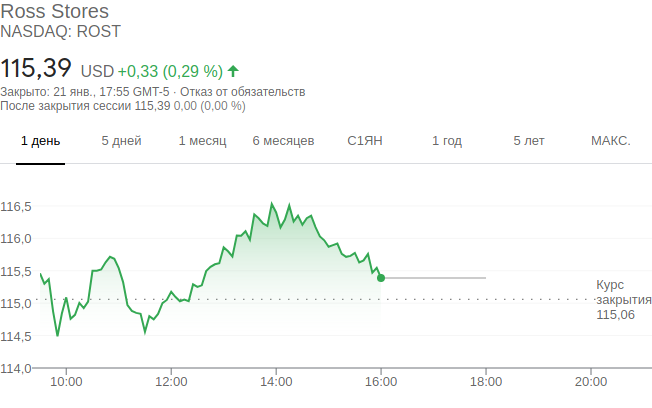 Ross Stores
NASDAQ: ROST
115,39 USD +0,33 (0,29 %)
Закрыто: 21 янв., 17:55 GMT-5 · Отказ от обязательств
После закрытия сессии 115,39 0,00 (0,00 %)
1 день 5 дней 1 месяц 6 месяцев С1ЯН 1 год 5 лет МАКС.
116,5
116,0
115,5
115,0
114,5
114,0
Курс
закрытия
115,06
10:00 12:00 14:00 16:00 18:00 20:00